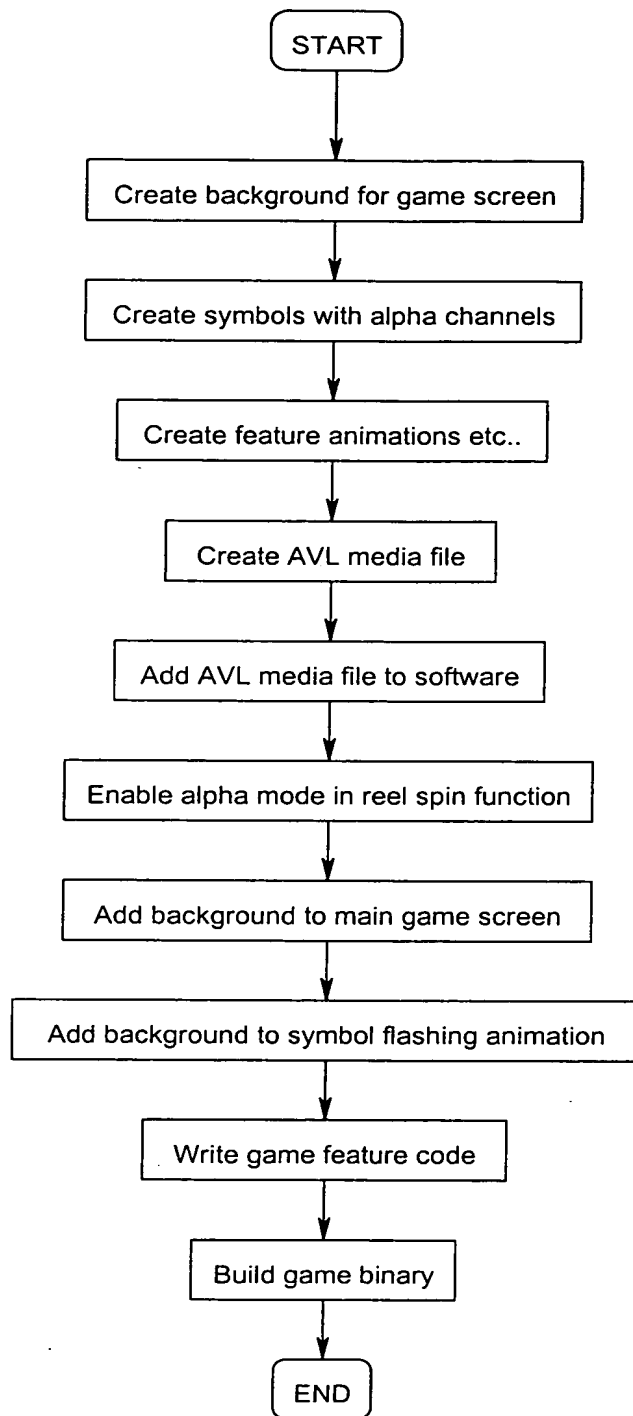 START
Create background for game screen
Create symbols with alpha channels
Create feature animations etc..
Create AVL media file
Add AVL media file to software
Enable alpha mode in reel spin function
Add background to main game screen
Add background to symbol flashing animation
Write game feature code
Build game binary
END